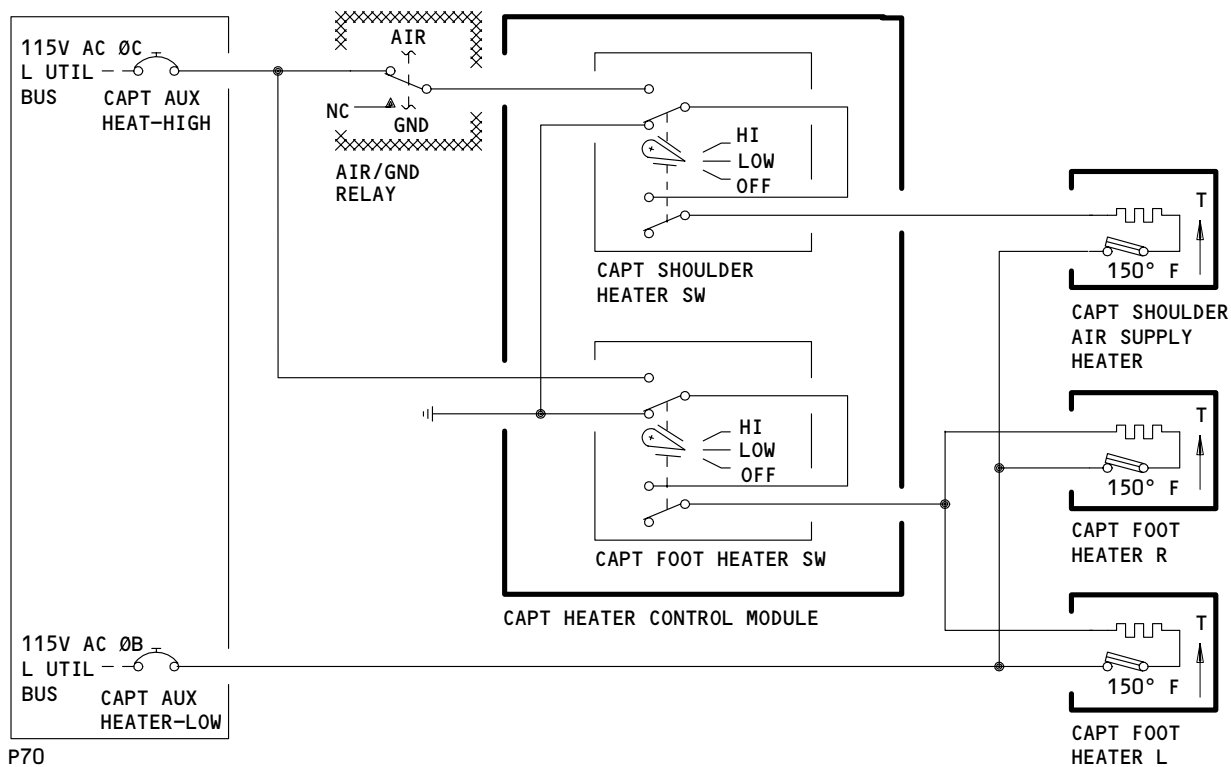 115V AC ØC
L UTIL
BUS
CAPT AUX
HEAT-HIGH
AIR
NC
GND
AIR/GND
RELAY
HI
LOW
OFF
CAPT SHOULDER
HEATER SW
T
150° F
CAPT SHOULDER
AIR SUPPLY
HEATER
HI
LOW
OFF
CAPT FOOT HEATER SW
CAPT HEATER CONTROL MODULE
T
150° F
CAPT FOOT
HEATER R
115V AC ØB
L UTIL
BUS
CAPT AUX
HEATER-LOW
T
150° F
CAPT FOOT
HEATER L
P70